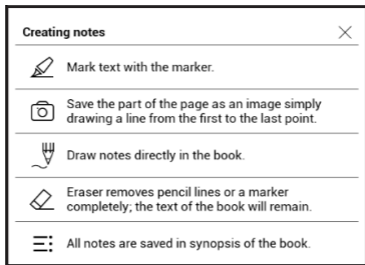 Creating notes
Mark text with the marker.
Save the part of the page as an image simply
drawing a line from the first to the last point.
Draw notes directly in the book.
Eraser removes pencil lines or a marker
completely; the text of the book will remain.
All notes are saved in synopsis of the book.